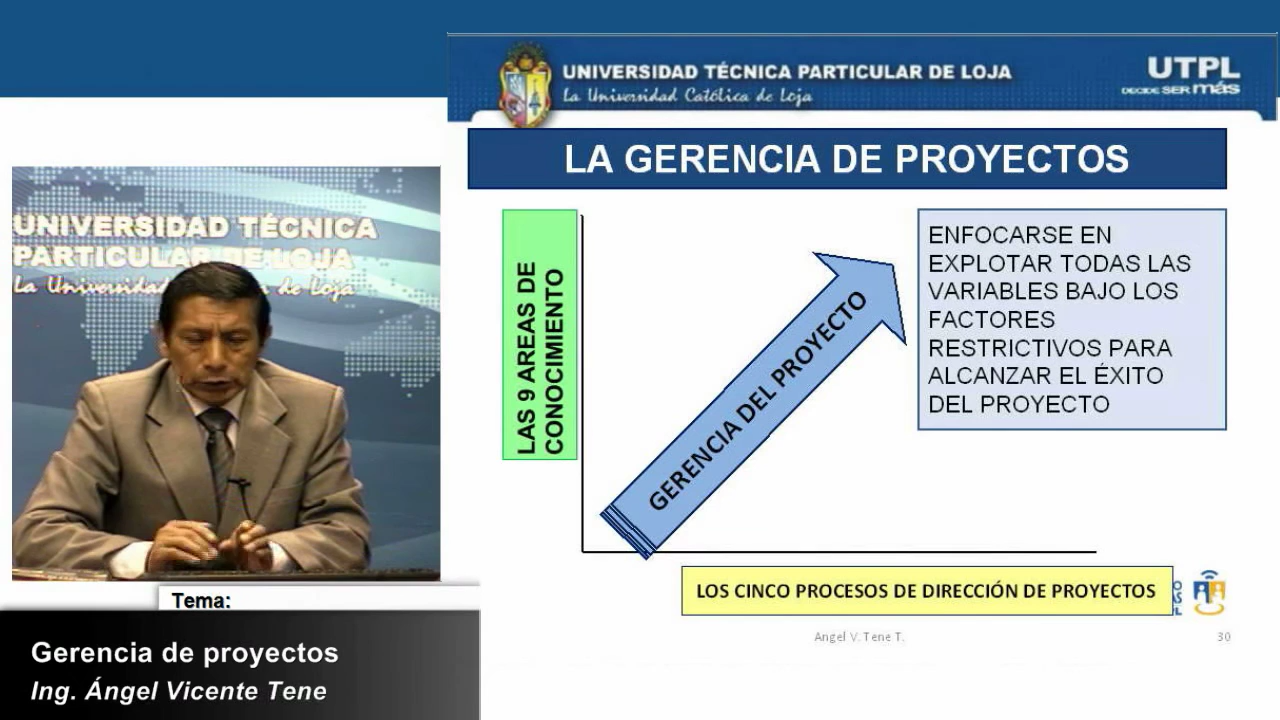 UNIVERSIDAD TÉCNICA PARTICULAR DE LOJA
La Universidad Católica de Loja
UTPL
DECIDE SER más
LA GERENCIA DE PROYECTOS
UNIVERSIDAD TÉCNICA
PARTICULAR DE LOJA
La Universidad de Loja
LAS 9 AREAS DE
CONOCIMIENTO
GERENCIA DEL PROYECTO
ENFOCARSE EN
EXPLOTAR TODAS LAS
VARIABLES BAJO LOS
FACTORES
RESTRICTIVOS PARA
ALCANZAR EL ÉXITO
DEL PROYECTO
LOS CINCO PROCESOS DE DIRECCIÓN DE PROYECTOS
Angel V. Tene T.
30
Tema:
Gerencia de proyectos
Ing. Ángel Vicente Tene